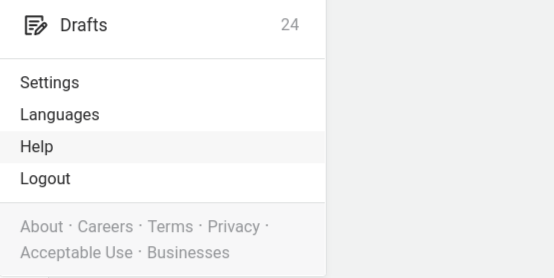 Drafts 24
Settings
Languages
Help
Logout
About · Careers · Terms · Privacy ·
Acceptable Use · Businesses